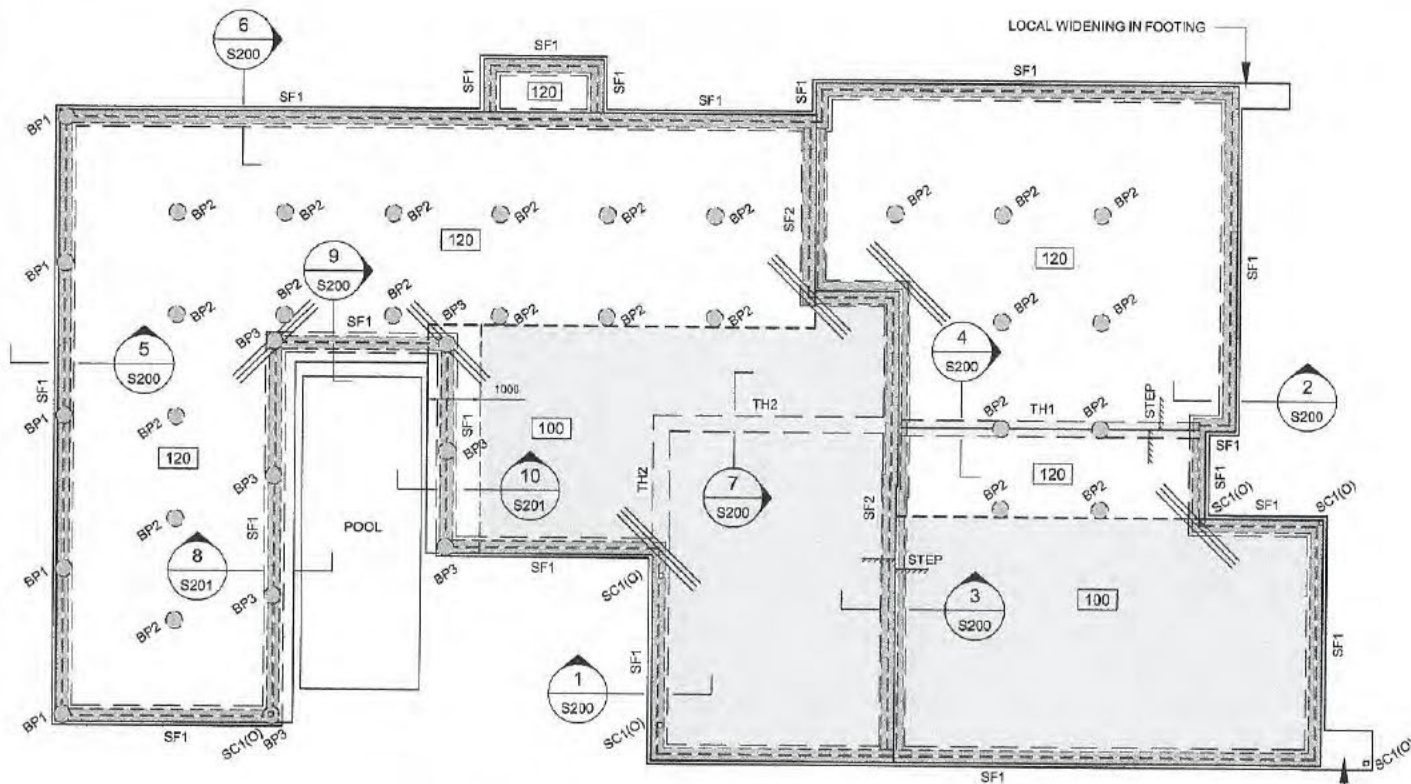 6
S200
SF1
LOCAL WIDENING IN FOOTING
SF1
SF1
120
SF1
SF1
SF1
SF1
SF1
BP1
BP2
BP2
BP2
BP2
BP2
BP2
BP2
BP2
BP2
SF2
120
120
BP1
9
S200
SF1
BP2
BP2
SF1
BP2
BP3
BP2
BP2
BP2
BP2
BP2
BP3
5
S200
SF1
4
S200
2
S200
1000
SF1
TH2
BP2
TH1
BP2
STEP
SF1
BP1
BP2
100
BP3
120
120
SF1
BP3
SF1
10
S201
TH2
7
S200
SF2
BP2
BP2
SC1(O)
SF1
SC1(O)
POOL
BP2
8
S201
BP3
SF1
STEP
BP1
BP3
SC1(O)
3
S200
100
BP2
SF1
SF1
1
S200
BP1
SF1
SC1(O)
BP3
SC1(O)
SF1
SC1(O)